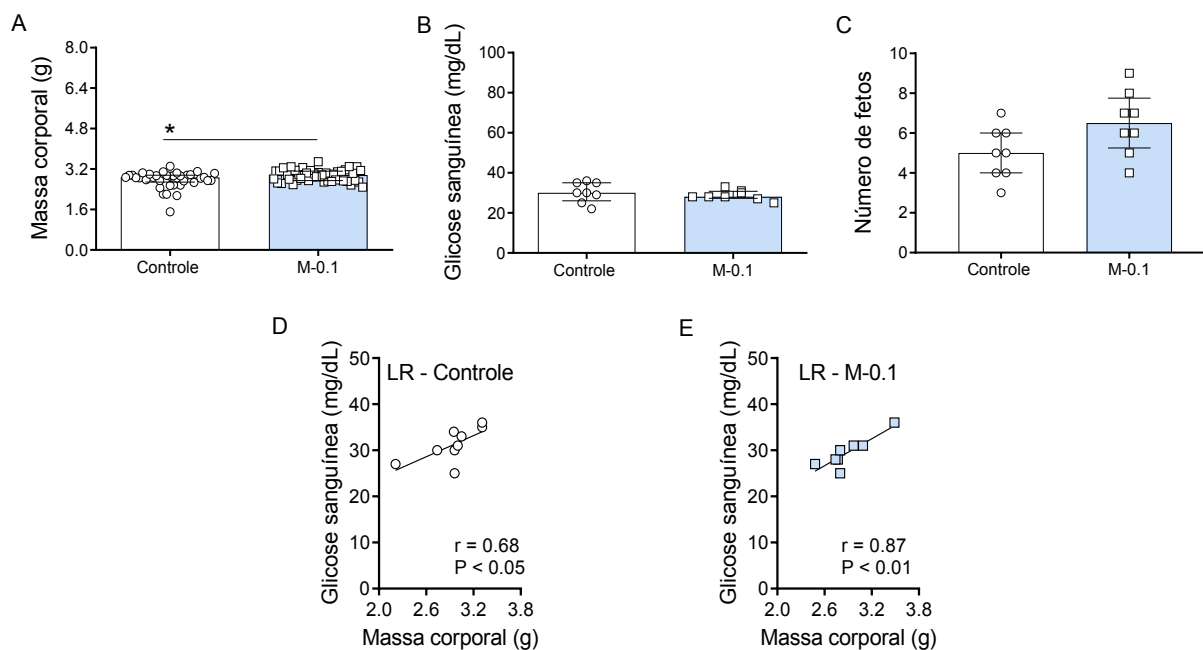 A
Massa corporal (g)
8.0
6.4
4.8
3.2
1.6
0.0
*
Controle
M-0.1
B
Glicose sanguínea (mg/dL)
100
80
60
40
20
0
Controle
M-0.1
C
Número de fetos
10
8
6
4
2
0
Controle
M-0.1
D
Glicose sanguínea (mg/dL)
50
40
30
20
10
0
LR - Controle
r = 0.68
P < 0.05
2.0 2.6 3.2 3.8
Massa corporal (g)
E
Glicose sanguínea (mg/dL)
50
40
30
20
10
0
LR - M-0.1
r = 0.87
P < 0.01
2.0 2.6 3.2 3.8
Massa corporal (g)